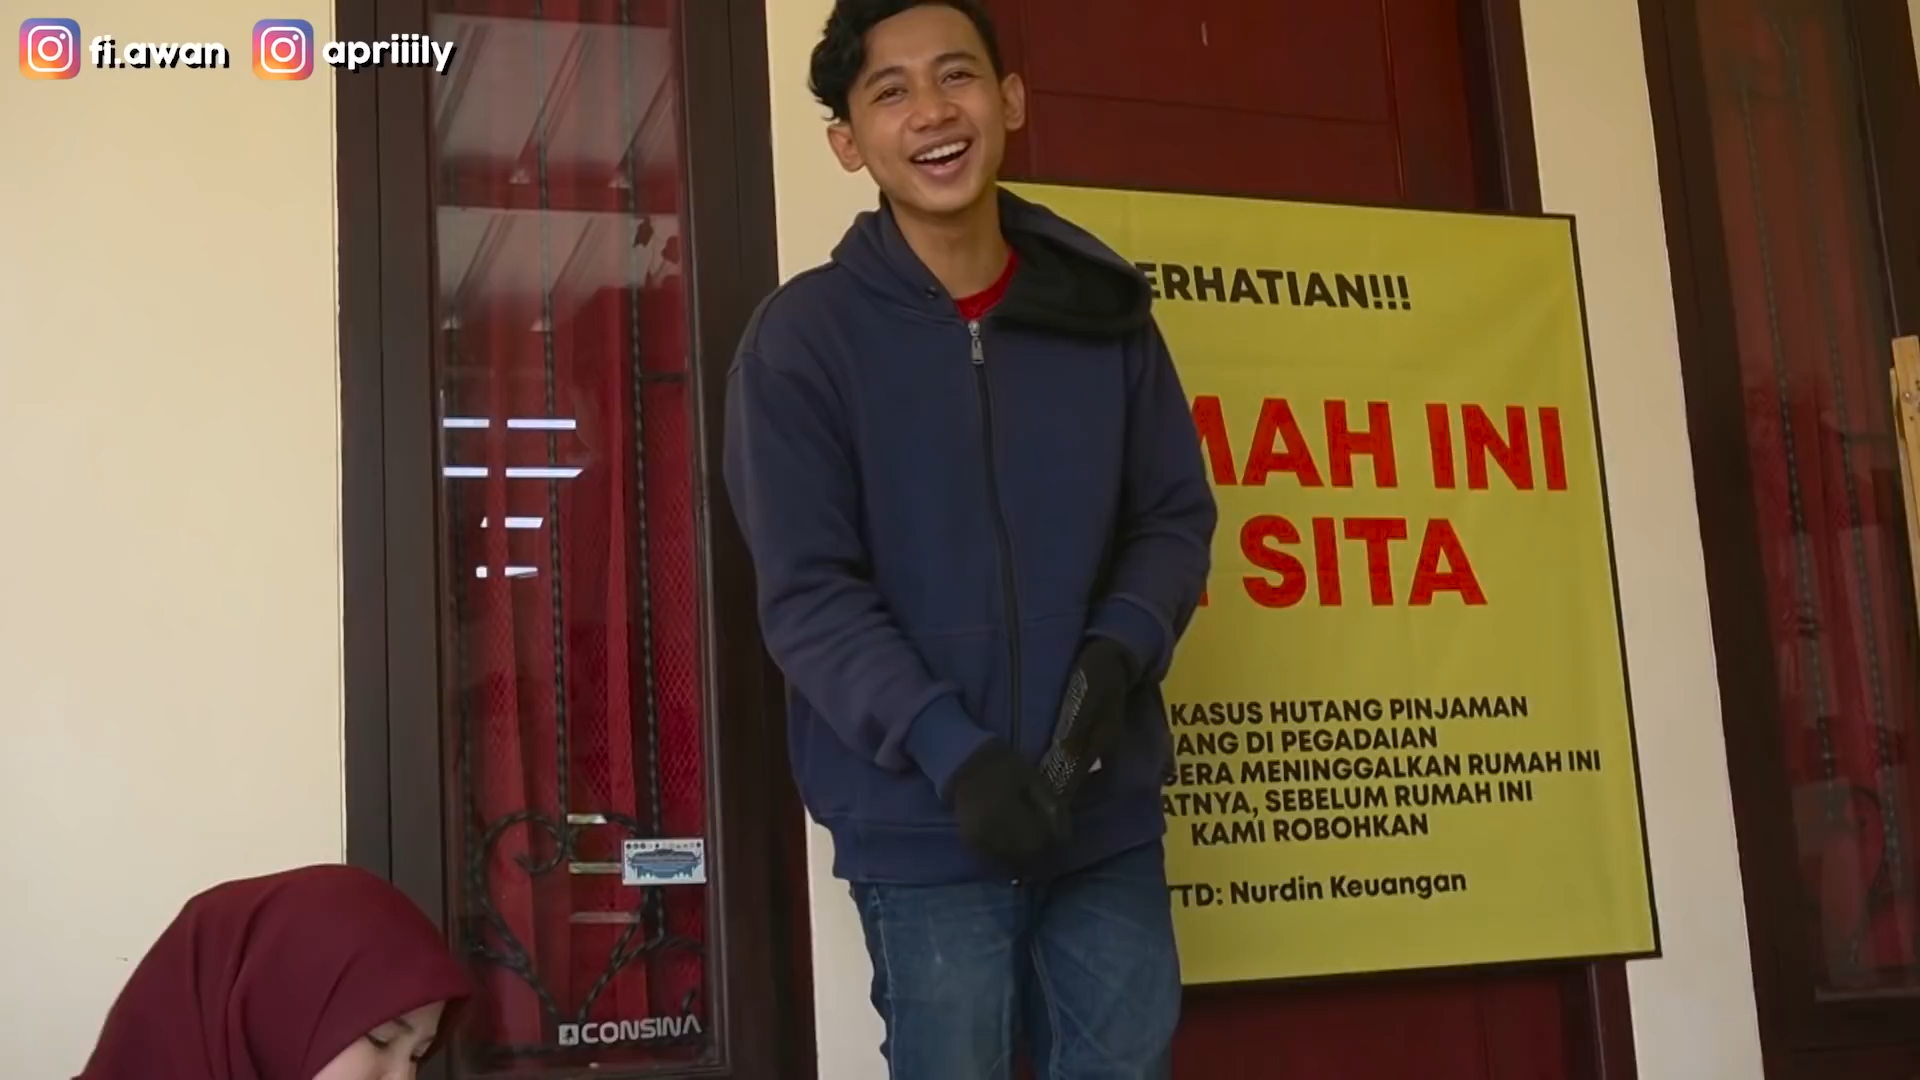 fi.awan apriiily
ERHATIAN!!!
MAH INI
SITA
KASUS HUTANG PINJAMAN
ANG DI PEGADAIAN
GERA MENINGGALKAN RUMAH INI
ATNYA, SEBELUM RUMAH INI
KAMI ROBOHKAN
TTD: Nurdin Keuangan
CONSINA